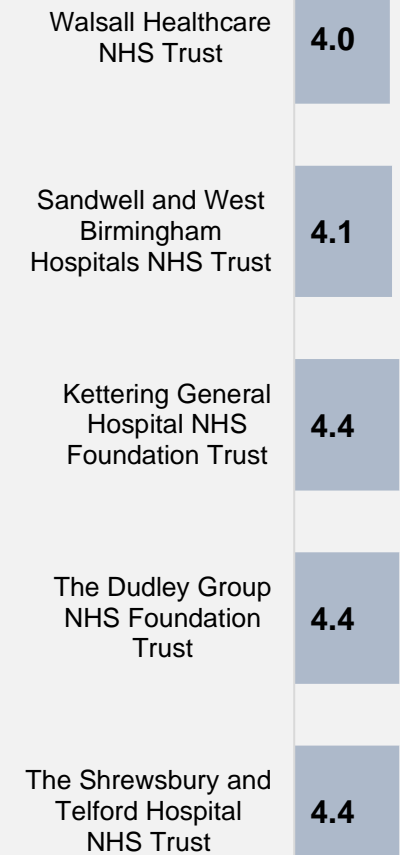 Walsall Healthcare
NHS Trust
4.0
Sandwell and West
Birmingham
Hospitals NHS Trust
4.1
Kettering General
Hospital NHS
Foundation Trust
4.4
The Dudley Group
NHS Foundation
Trust
4.4
The Shrewsbury and
Telford Hospital
NHS Trust
4.4